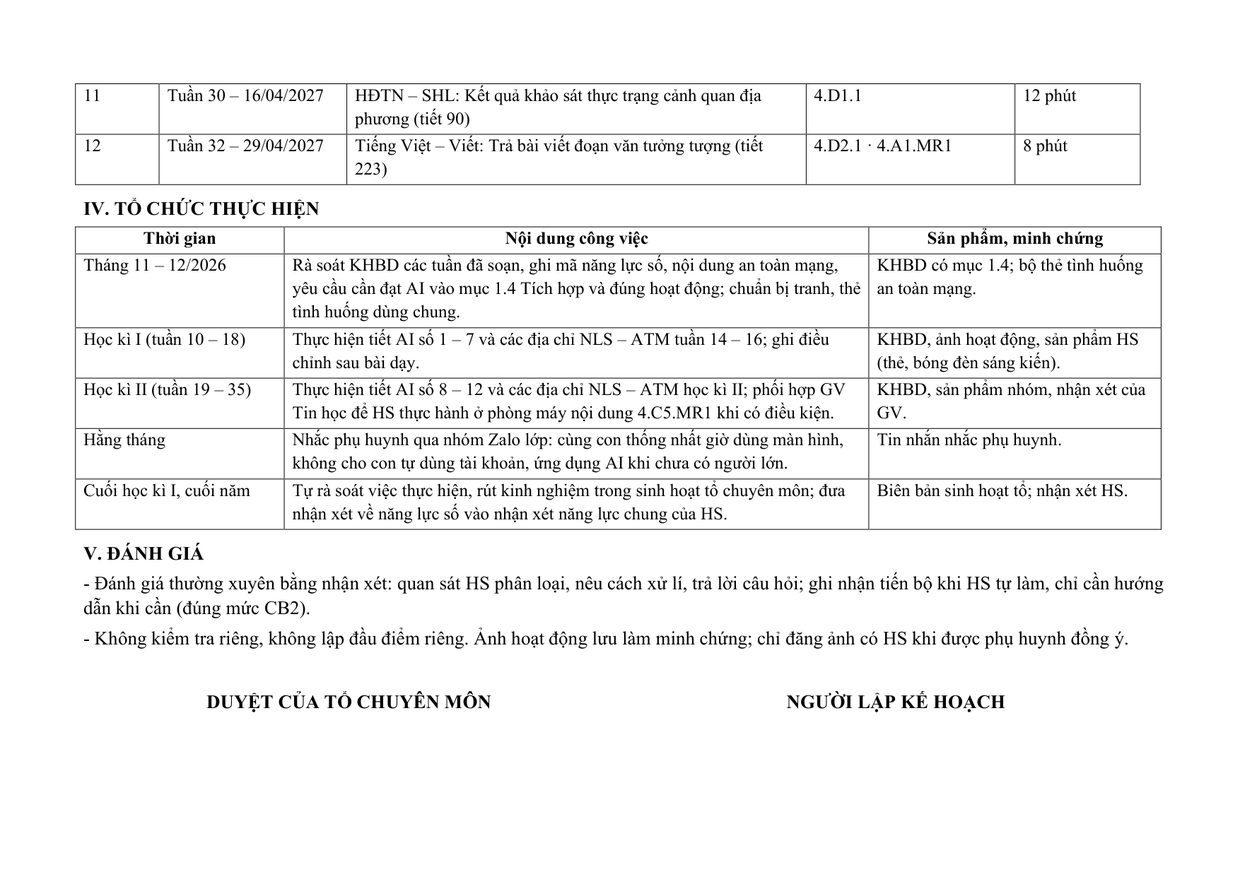 11 Tuần 30 – 16/04/2027 HĐTN – SHL: Kết quả khảo sát thực trạng cảnh quan địa 4.D1.1 12 phút
phương (tiết 90)
12 Tuần 32 – 29/04/2027 Tiếng Việt – Viết: Trả bài viết đoạn văn tưởng tượng (tiết 4.D2.1 · 4.A1.MR1 8 phút
223)
IV. TỔ CHỨC THỰC HIỆN
Thời gian Nội dung công việc Sản phẩm, minh chứng
Tháng 11 – 12/2026 Rà soát KHBD các tuần đã soạn, ghi mã năng lực số, nội dung an toàn mạng, KHBD có mục 1.4; bộ thẻ tình huống
yêu cầu cần đạt AI vào mục 1.4 Tích hợp và đúng hoạt động; chuẩn bị tranh, thẻ an toàn mạng.
tình huống dùng chung.
Học kì I (tuần 10 – 18) Thực hiện tiết AI số 1 – 7 và các địa chỉ NLS – ATM tuần 14 – 16; ghi điều KHBD, ảnh hoạt động, sản phẩm HS
chỉnh sau bài dạy. (thẻ, bóng đèn sáng kiến).
Học kì II (tuần 19 – 35) Thực hiện tiết AI số 8 – 12 và các địa chỉ NLS – ATM học kì II; phối hợp GV KHBD, sản phẩm nhóm, nhận xét của
Tin học để HS thực hành ở phòng máy nội dung 4.C5.MR1 khi có điều kiện. GV.
Hằng tháng Nhắc phụ huynh qua nhóm Zalo lớp: cùng con thống nhất giờ dùng màn hình, Tin nhắn nhắc phụ huynh.
không cho con tự dùng tài khoản, ứng dụng AI khi chưa có người lớn.
Cuối học kì I, cuối năm Tự rà soát việc thực hiện, rút kinh nghiệm trong sinh hoạt tổ chuyên môn; đưa Biên bản sinh hoạt tổ; nhận xét HS.
nhận xét về năng lực số vào nhận xét năng lực chung của HS.
V. ĐÁNH GIÁ
- Đánh giá thường xuyên bằng nhận xét: quan sát HS phân loại, nêu cách xử lí, trả lời câu hỏi; ghi nhận tiến bộ khi HS tự làm, chỉ cần hướng
dẫn khi cần (đúng mức CB2).
- Không kiểm tra riêng, không lập đầu điểm riêng. Ảnh hoạt động lưu làm minh chứng; chỉ đăng ảnh có HS khi được phụ huynh đồng ý.
DUYỆT CỦA TỔ CHUYÊN MÔN NGƯỜI LẬP KẾ HOẠCH